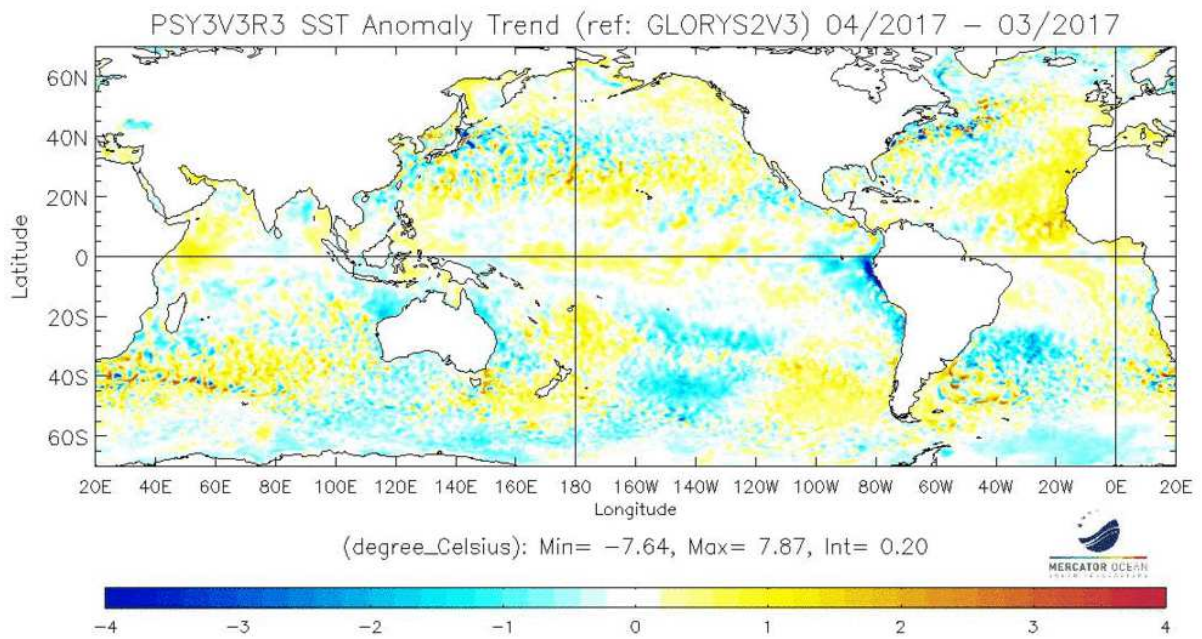 PSY3V3R3 SST Anomaly Trend (ref: GLORYS2V3) 04/2017 – 03/2017
60N
40N
20N
0
20S
40S
60S
Latitude
20E 40E 60E 80E 100E 120E 140E 160E 180 160W 140W 120W 100W 80W 60W 40W 20W 0E 20E
Longitude
(degree_Celsius): Min= −7.64, Max= 7.87, Int= 0.20
MERCATOR OCEAN
−4 −3 −2 −1 0 1 2 3 4